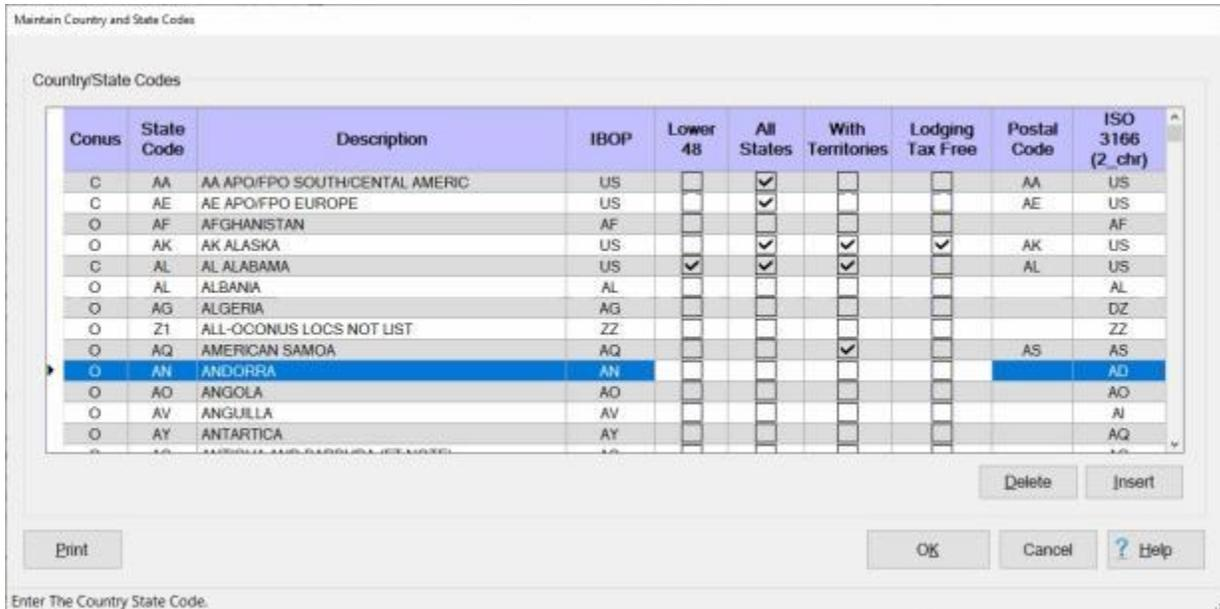 Maintain Country and State Codes
Country/State Codes
Conus State Code Description IBOP Lower 48 All States With Territories Lodging Tax Free Postal Code ISO 3166 (2_chr)
C AA AA APO/FPO SOUTH/CENTAL AMERIC US AA US
C AE AE APO/FPO EUROPE US AE US
O AF AFGHANISTAN AF AF
O AK AK ALASKA US AK US
C AL AL ALABAMA US AL US
O AL ALBANIA AL AL
O AG ALGERIA AG DZ
O Z1 ALL-OCONUS LOCS NOT LIST ZZ ZZ
O AQ AMERICAN SAMOA AQ AS AS
O AN ANDORRA AN AD
O AO ANGOLA AO AO
O AV ANGUILLA AV AI
O AY ANTARTICA AY AQ
Delete Insert
Print OK Cancel ? Help
Enter The Country State Code.